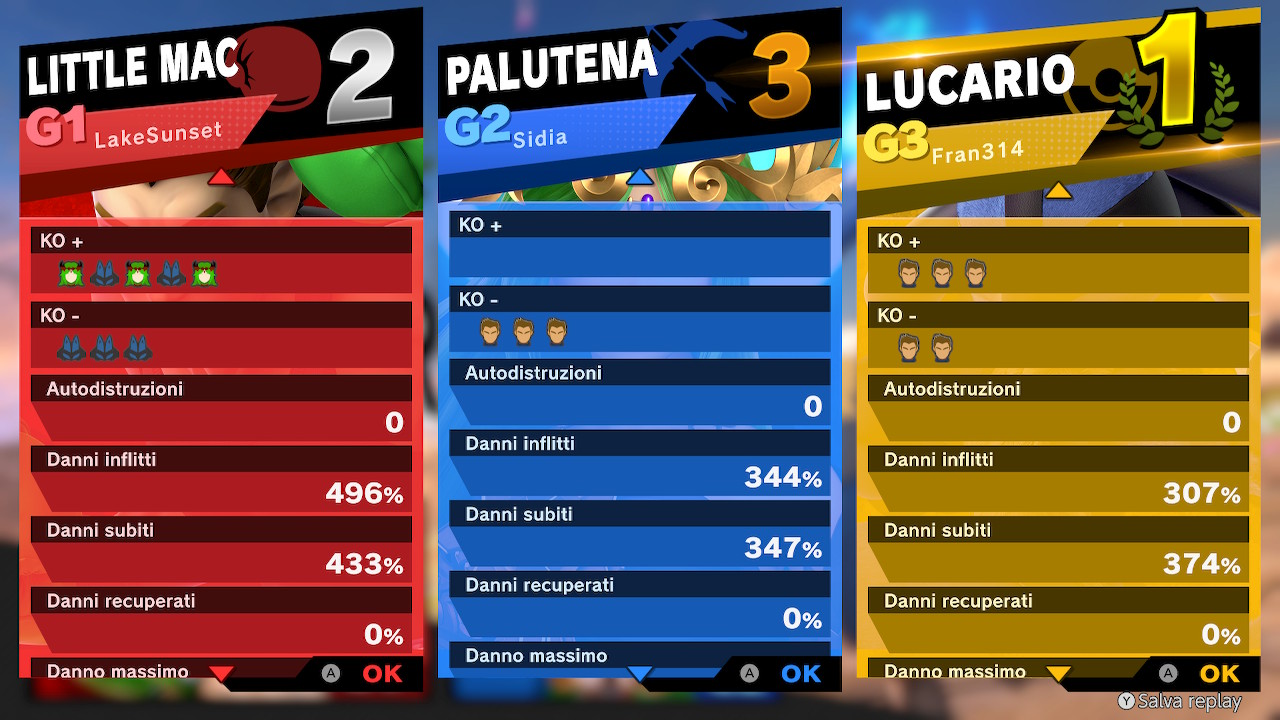 LITTLE MAC
2
G1 LakeSunset
KO +
KO -
Autodistruzioni
0
Danni inflitti
496%
Danni subiti
433%
Danni recuperati
0%
Danno massimo
A OK
PALUTENA
3
G2 Sidia
KO +
KO -
Autodistruzioni
0
Danni inflitti
344%
Danni subiti
347%
Danni recuperati
0%
Danno massimo
A OK
LUCARIO
1
G3 Fran314
KO +
KO -
Autodistruzioni
0
Danni inflitti
307%
Danni subiti
374%
Danni recuperati
0%
Danno massimo
A OK
Y Salva replay